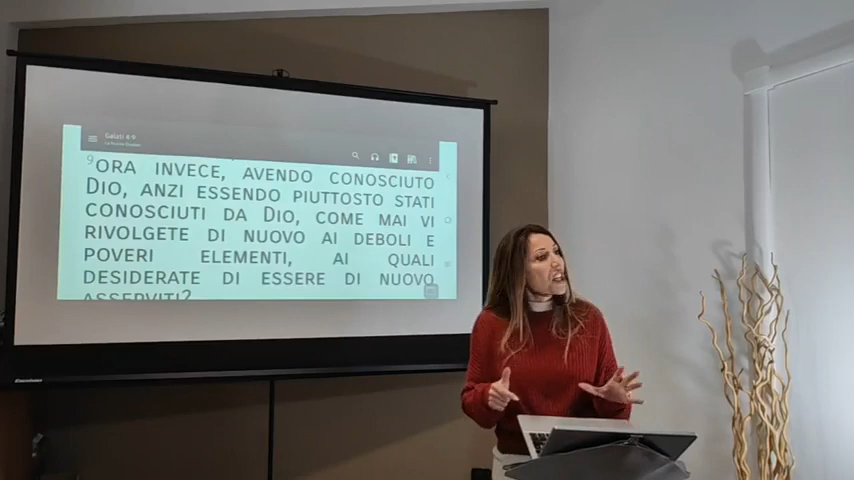 Galati 4:9
9ORA INVECE, AVENDO CONOSCIUTO
DIO, ANZI ESSENDO PIUTTOSTO STATI
CONOSCIUTI DA DIO, COME MAI VI
RIVOLGETE DI NUOVO AI DEBOLI E
POVERI ELEMENTI, AI QUALI
DESIDERATE DI ESSERE DI NUOVO
ASSERVITI?